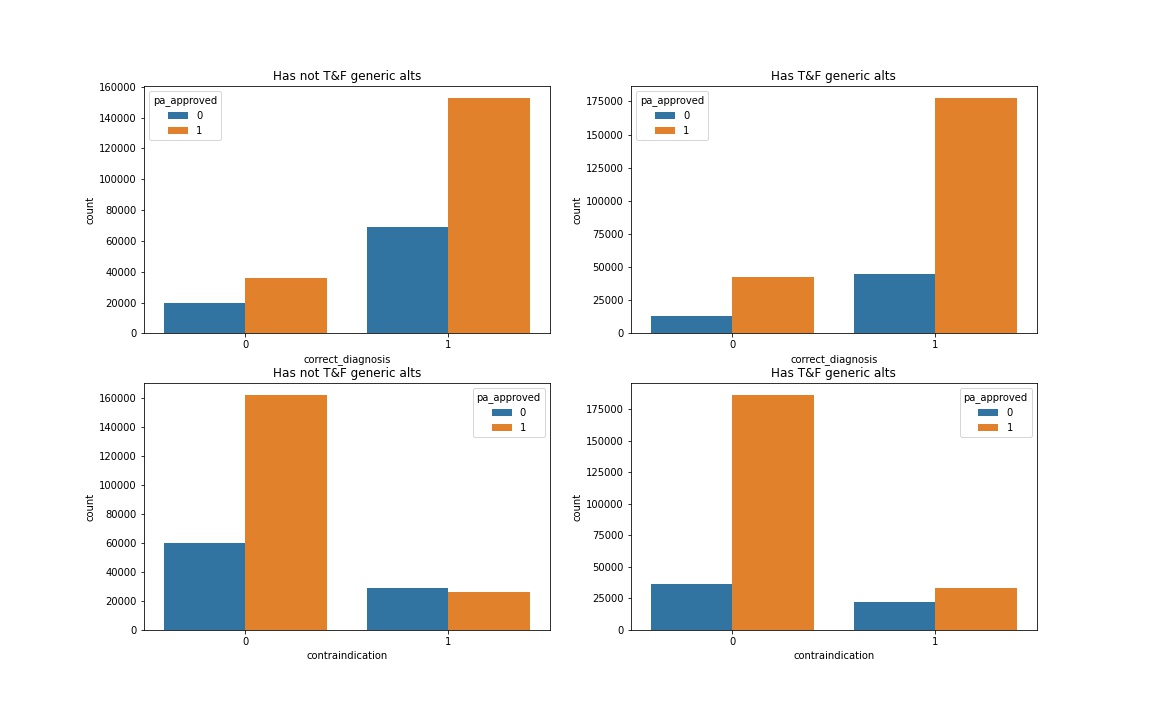 Has not T&F generic alts
pa_approved
0
1
160000
140000
120000
100000
80000
60000
40000
20000
0
count
0 1
correct_diagnosis
Has T&F generic alts
pa_approved
0
1
175000
150000
125000
100000
75000
50000
25000
0
count
0 1
correct_diagnosis
Has not T&F generic alts
pa_approved
0
1
160000
140000
120000
100000
80000
60000
40000
20000
0
count
0 1
contraindication
Has T&F generic alts
pa_approved
0
1
175000
150000
125000
100000
75000
50000
25000
0
count
0 1
contraindication